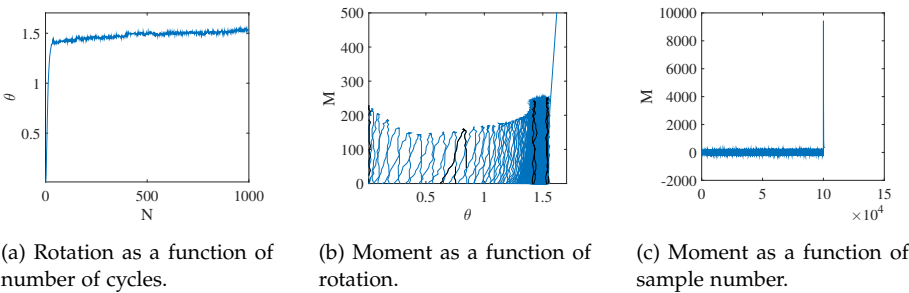 1.5
1
0.5
θ
0
500
1000
N
500
400
300
200
100
0
M
0.5
1
1.5
θ
10000
8000
6000
4000
2000
0
-2000
M
0
5
10
15
×10⁴
(a) Rotation as a function of
number of cycles.
(b) Moment as a function of
rotation.
(c) Moment as a function of
sample number.